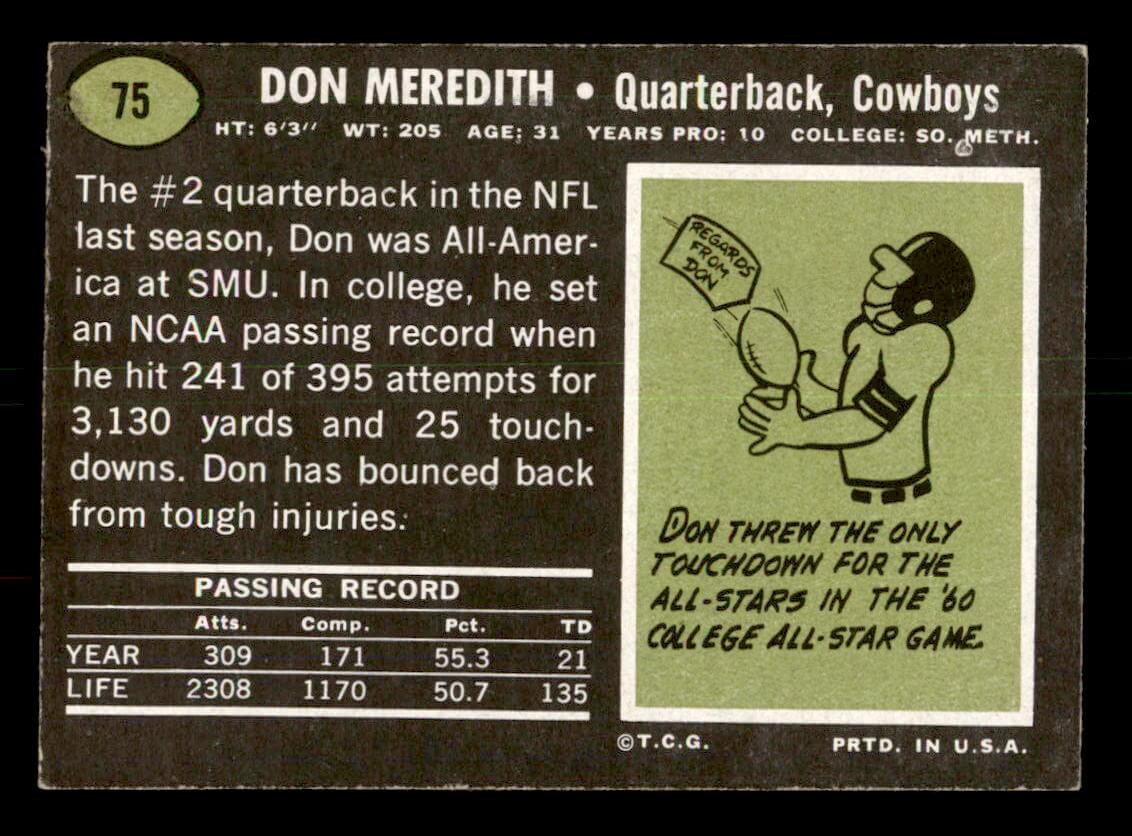 75
DON MEREDITH • Quarterback, Cowboys
HT: 6'3" WT: 205 AGE: 31 YEARS PRO: 10 COLLEGE: SO. METH.
The #2 quarterback in the NFL
last season, Don was All-Amer-
ica at SMU. In college, he set
an NCAA passing record when
he hit 241 of 395 attempts for
3,130 yards and 25 touch-
downs. Don has bounced back
from tough injuries.
PASSING RECORD
Atts. Comp. Pct. TD
YEAR 309 171 55.3 21
LIFE 2308 1170 50.7 135
REGARDS
FROM
DON
DON THREW THE ONLY
TOUCHDOWN FOR THE
ALL-STARS IN THE '60
COLLEGE ALL-STAR GAME.
©T.C.G. PRTD. IN U.S.A.